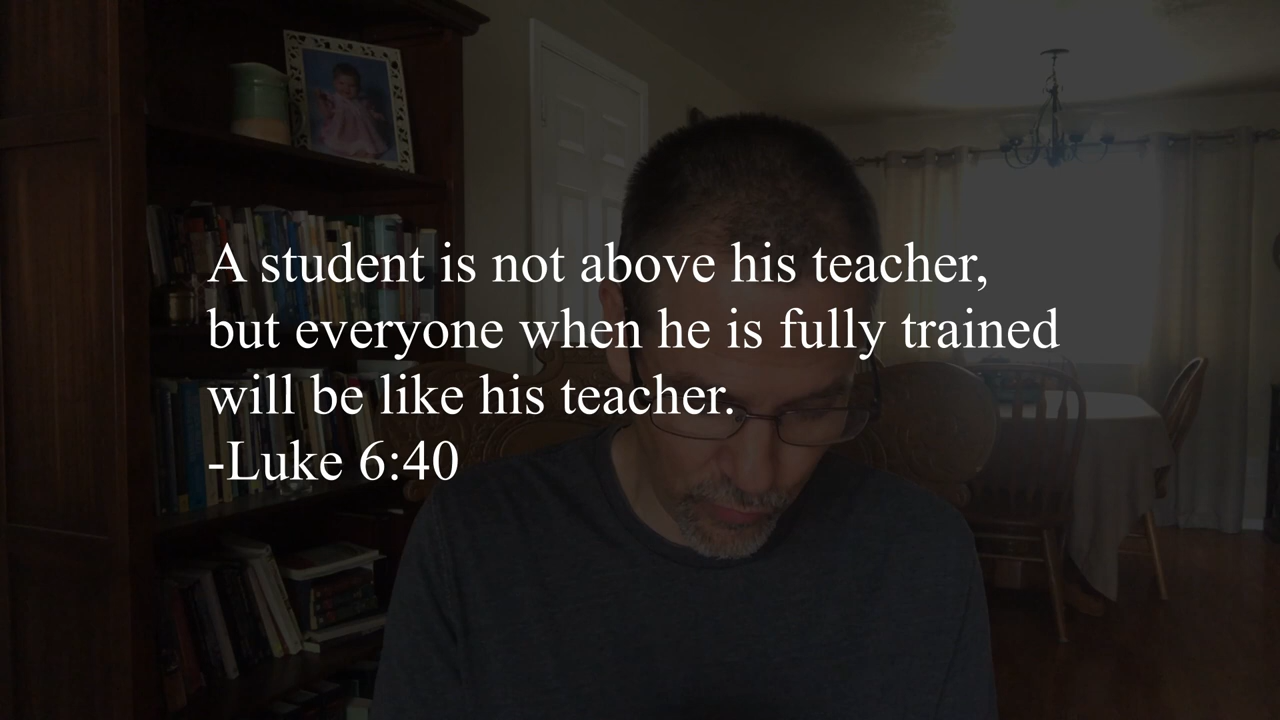 A student is not above his teacher,
but everyone when he is fully trained
will be like his teacher.
-Luke 6:40